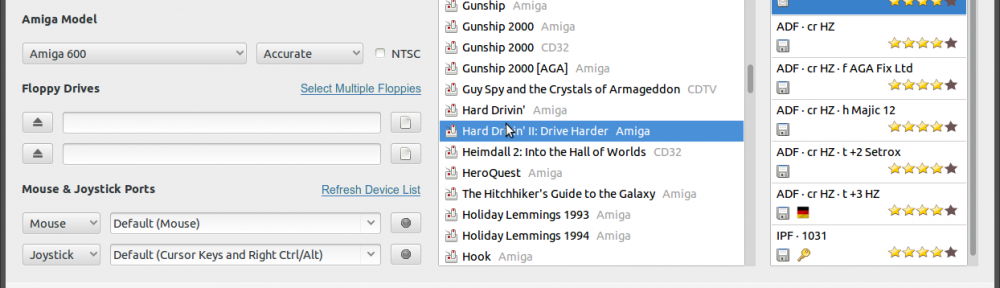 Amiga Model
Amiga 600
Accurate
NTSC
Floppy Drives
Select Multiple Floppies
Mouse & Joystick Ports
Refresh Device List
Mouse
Default (Mouse)
Joystick
Default (Cursor Keys and Right Ctrl/Alt)
Gunship Amiga
Gunship 2000 Amiga
Gunship 2000 CD32
Gunship 2000 [AGA] Amiga
Guy Spy and the Crystals of Armageddon CDTV
Hard Drivin' Amiga
Hard Drivin' II: Drive Harder Amiga
Heimdall 2: Into the Hall of Worlds CD32
HeroQuest Amiga
The Hitchhiker's Guide to the Galaxy Amiga
Holiday Lemmings 1993 Amiga
Holiday Lemmings 1994 Amiga
Hook Amiga
ADF · cr HZ
ADF · cr HZ · f AGA Fix Ltd
ADF · cr HZ · h Majic 12
ADF · cr HZ · t +2 Setrox
ADF · cr HZ · t +3 HZ
IPF · 1031